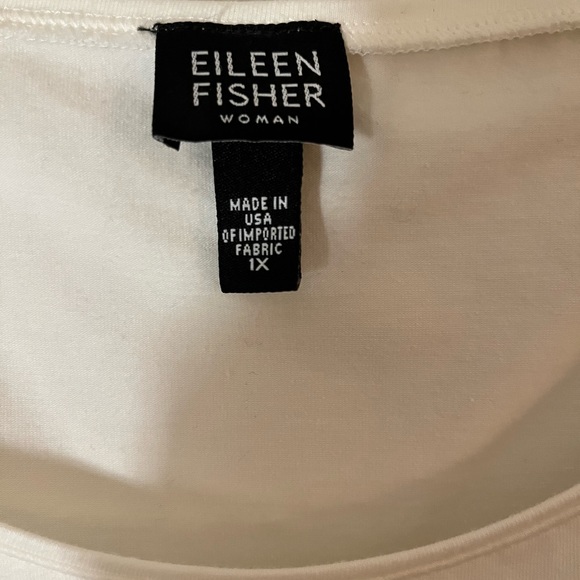 EILEEN
FISHER
WOMAN
MADE IN
USA
OF IMPORTED
FABRIC
1X